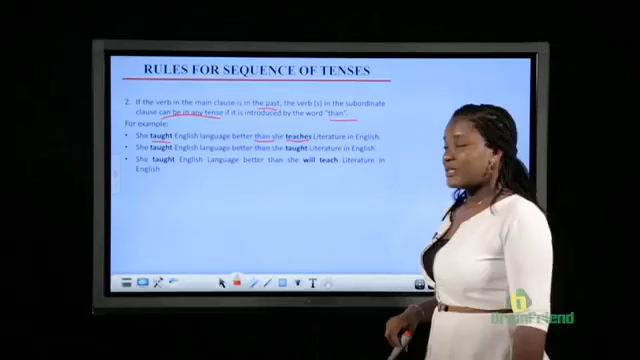 RULES FOR SEQUENCE OF TENSES
2. If the verb in the main clause is in the past, the verb (s) in the subordinate
clause can be in any tense if it is introduced by the word "than".
For example:
• She taught English language better than she teaches Literature in English.
• She taught English language better than she taught Literature in English
• She taught English Language better than she will teach Literature in
English
T
6
BrainFriend